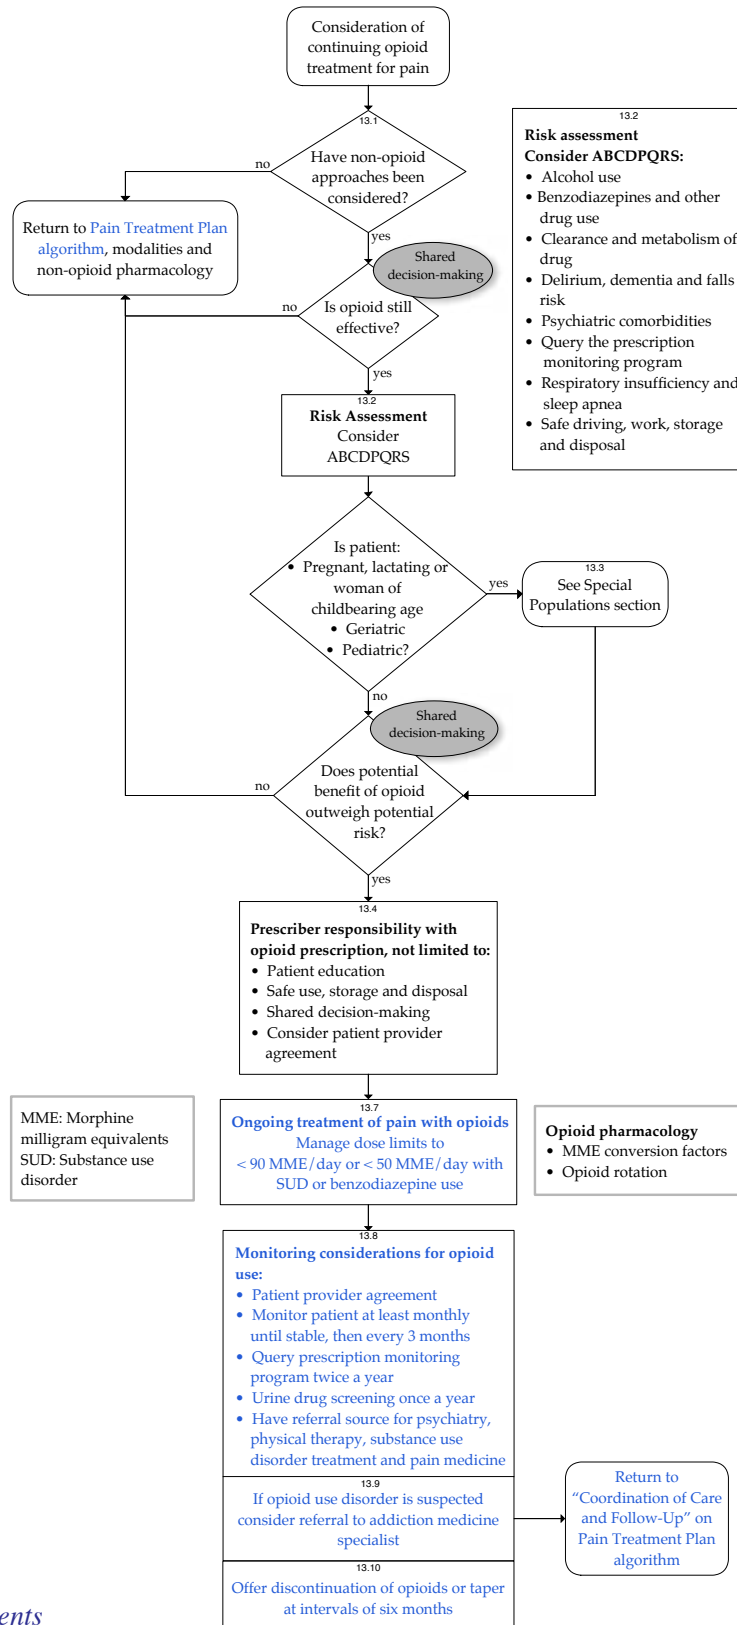 Consideration of
continuing opioid
treatment for pain
13.1
Have non-opioid
approaches been
considered?
no
yes
Return to Pain Treatment Plan
algorithm, modalities and
non-opioid pharmacology
13.2
Risk assessment
Consider ABCDPQRS:
• Alcohol use
• Benzodiazepines and other
drug use
• Clearance and metabolism of
drug
• Delirium, dementia and falls
risk
• Psychiatric comorbidities
• Query the prescription
monitoring program
• Respiratory insufficiency and
sleep apnea
• Safe driving, work, storage
and disposal
Shared
decision-making
no
Is opioid still
effective?
yes
13.2
Risk Assessment
Consider
ABCDPQRS
Is patient:
• Pregnant, lactating or
woman of
childbearing age
• Geriatric
• Pediatric?
yes
13.3
See Special
Populations section
no
Shared
decision-making
no
Does potential
benefit of opioid
outweigh potential
risk?
yes
13.4
Prescriber responsibility with
opioid prescription, not limited to:
• Patient education
• Safe use, storage and disposal
• Shared decision-making
• Consider patient provider
agreement
MME: Morphine
milligram equivalents
SUD: Substance use
disorder
13.7
Ongoing treatment of pain with opioids
Manage dose limits to
< 90 MME/day or < 50 MME/day with
SUD or benzodiazepine use
Opioid pharmacology
• MME conversion factors
• Opioid rotation
13.8
Monitoring considerations for opioid
use:
• Patient provider agreement
• Monitor patient at least monthly
until stable, then every 3 months
• Query prescription monitoring
program twice a year
• Urine drug screening once a year
• Have referral source for psychiatry,
physical therapy, substance use
disorder treatment and pain medicine
13.9
If opioid use disorder is suspected
consider referral to addiction medicine
specialist
Return to
“Coordination of Care
and Follow-Up” on
Pain Treatment Plan
algorithm
13.10
Offer discontinuation of opioids or taper
at intervals of six months
ents